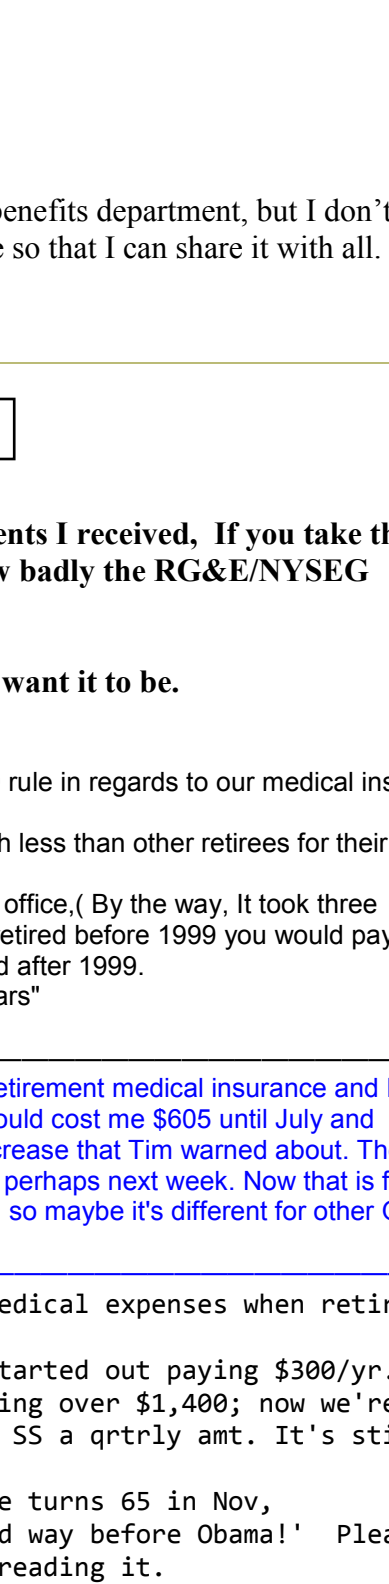 benefits department, but I don't
e so that I can share it with all.
ents I received,  If you take th
w badly the RG&E/NYSEG
want it to be.
rule in regards to our medical ins
h less than other retirees for their
office,( By the way, It took three
retired before 1999 you would pay
d after 1999.
ars"
etirement medical insurance and
ould cost me $605 until July and
crease that Tim warned about. The
perhaps next week. Now that is f
so maybe it's different for other
edical expenses when retir
tarted out paying $300/yr.
ing over $1,400; now we're
SS a qrtrly amt. It's sti
e turns 65 in Nov,
d way before Obama!'  Plea
reading it.